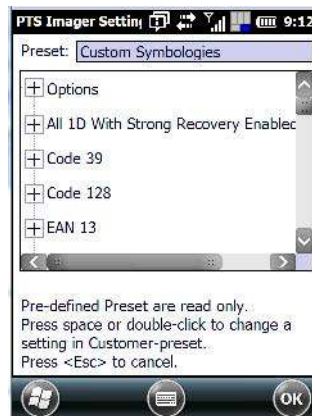 PTS Imager Settin 9:12
Preset: Custom Symbologies
Options
All 1D With Strong Recovery Enablec
Code 39
Code 128
EAN 13
Pre-defined Preset are read only.
Press space or double-click to change a
setting in Customer-preset.
Press <Esc> to cancel.
OK